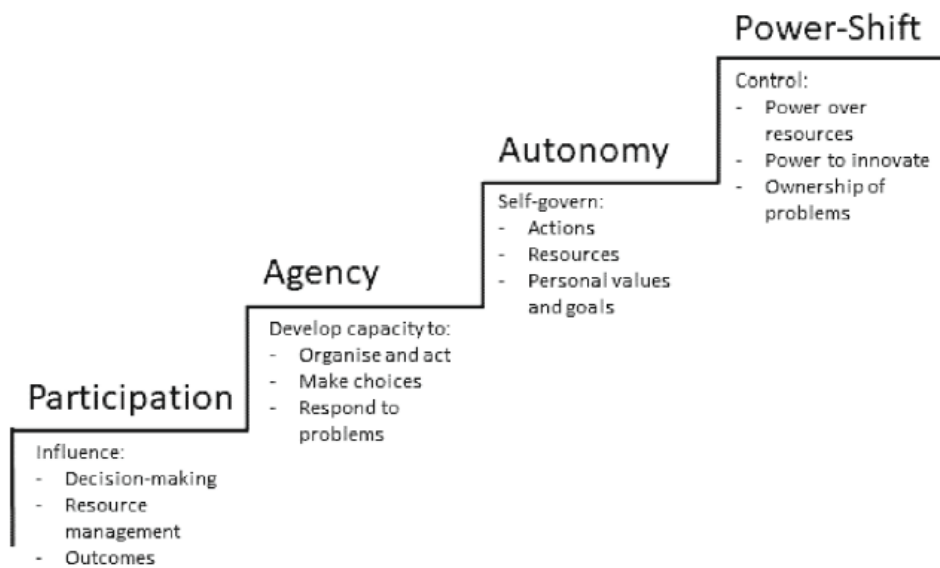 Power-Shift
Control:
- Power over
resources
- Power to innovate
- Ownership of
problems
Autonomy
Self-govern:
- Actions
- Resources
- Personal values
and goals
Agency
Develop capacity to:
- Organise and act
- Make choices
- Respond to
problems
Participation
Influence:
- Decision-making
- Resource
management
- Outcomes